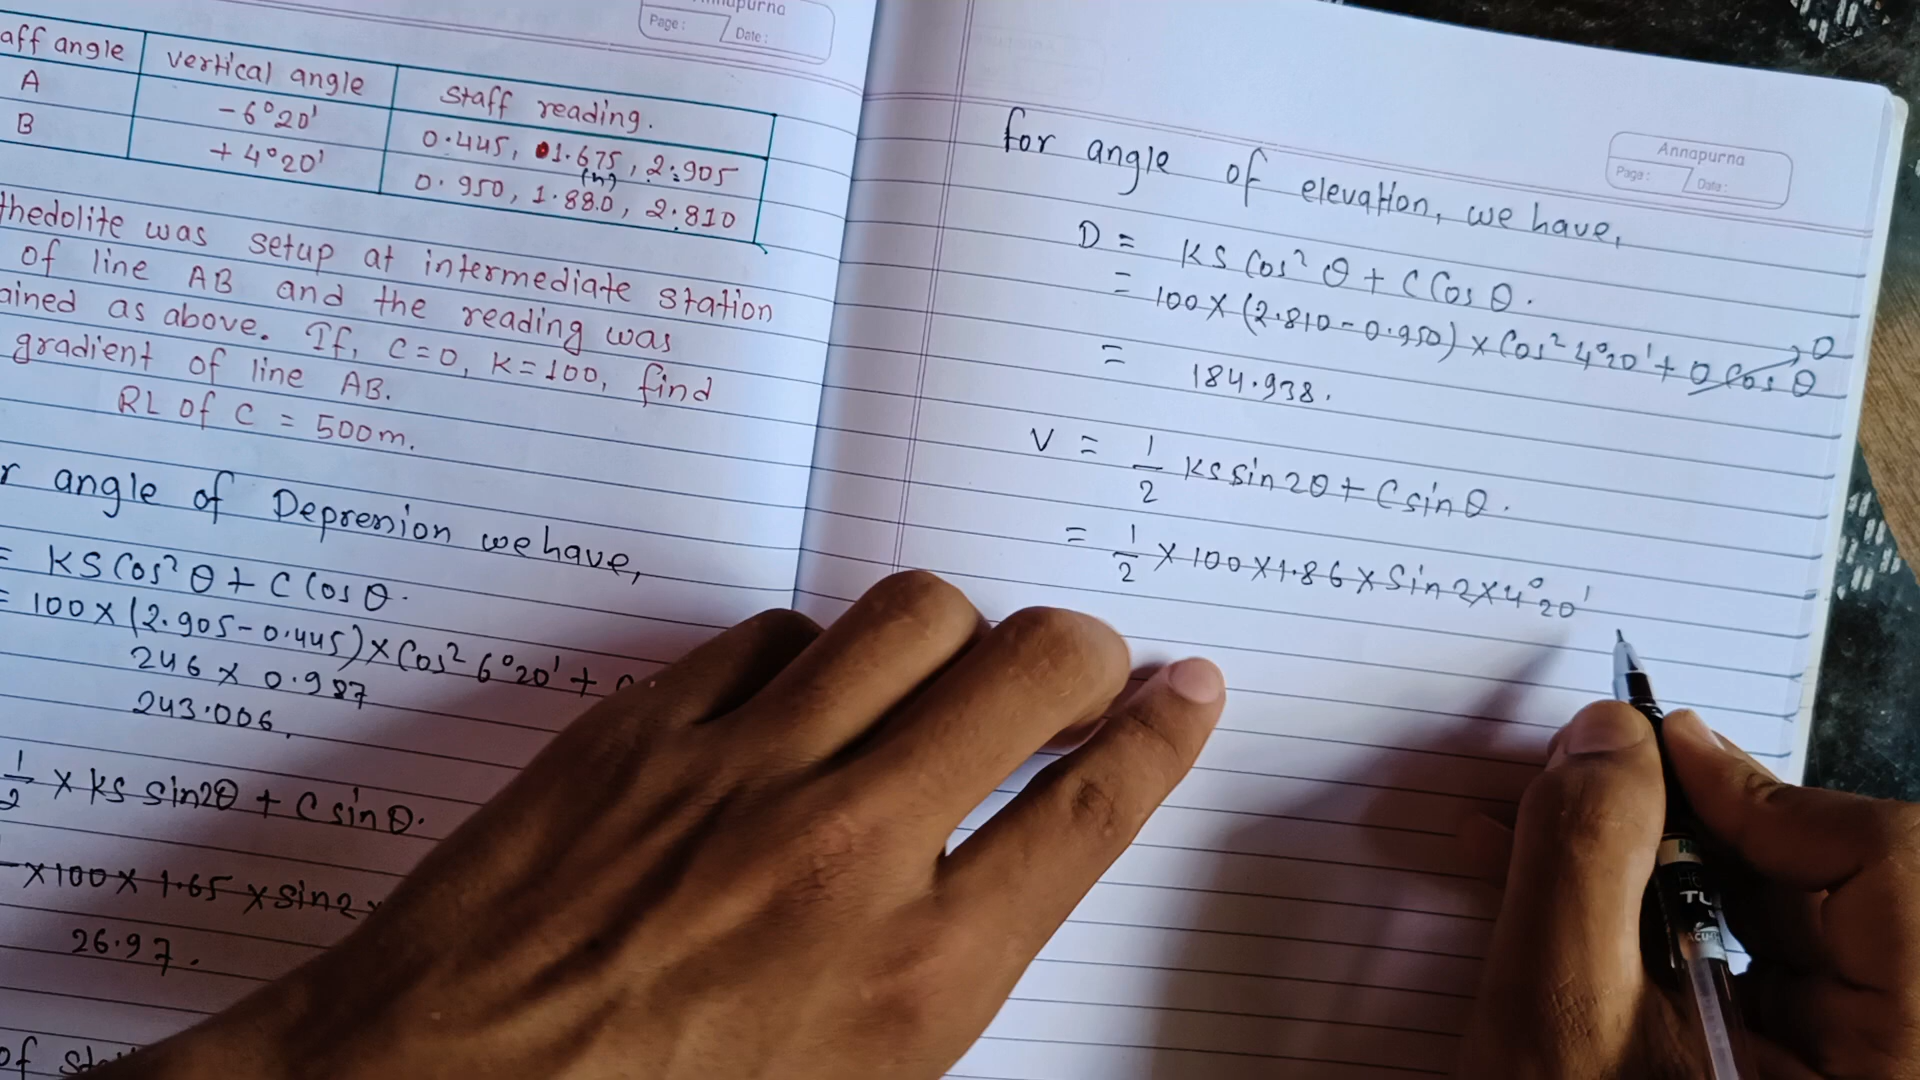 Page: Date:
aff angle vertical angle staff reading.
A -6°20' 0.445, 1.675, 2.905
(h)
B +4°20' 0.950, 1.880, 2.810
thedolite was setup at intermediate station
of line AB and the reading was
ained as above. If, C=0, K=100, find
gradient of line AB.
RL of C = 500m.
r angle of Depression we have,
= KS Cos² θ + C Cos θ.
= 100 × (2.905-0.445) × Cos² 6°20' +
246 × 0.987
243.006.
1/2 × KS sin2θ + C sinθ.
×100× 1.65 × sin2
26.97.
of
Annapurna
Page: Date:
for angle of elevation, we have,
D = KS Cos² θ + C Cos θ.
= 100 × (2.810-0.950) × Cos² 4°20' + 0 Cos θ 0
= 184.938.
V = 1/2 KS sin2θ + C sinθ.
= 1/2 × 100 × 1.86 × Sin 2×4°20'